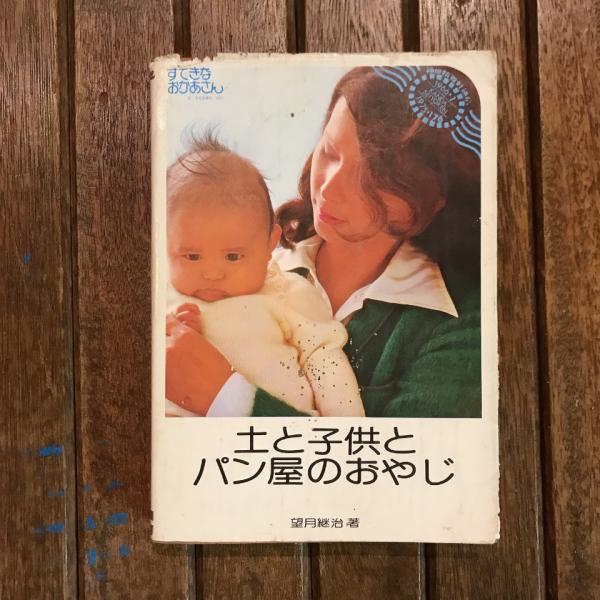 すてきな
おかあさん
土と子供と
パン屋のおやじ
望月継治・著